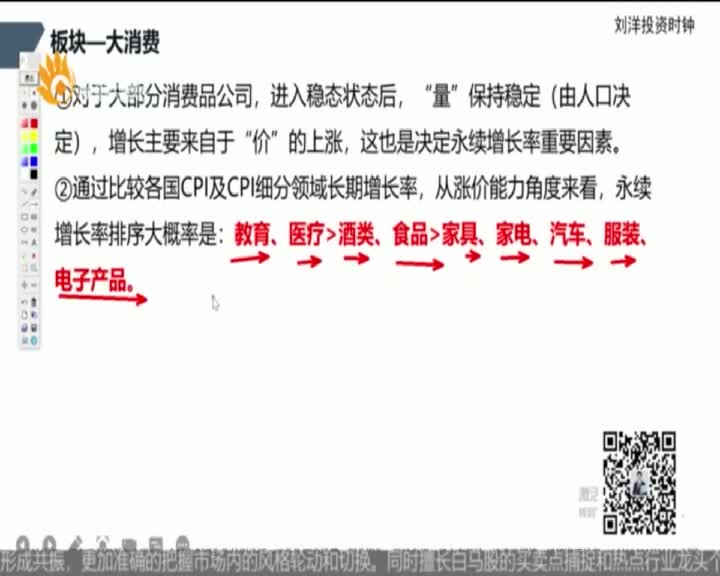 刘洋投资时钟
板块—大消费
①对于大部分消费品公司，进入稳态状态后，“量”保持稳定（由人口决
定），增长主要来自于“价”的上涨，这也是决定永续增长率重要因素。
②通过比较各国CPI及CPI细分领域长期增长率，从涨价能力角度来看，永续
增长率排序大概率是：教育、医疗>酒类、食品>家具、家电、汽车、服装、
电子产品。
形成共振，更加准确的把握市场内的风格轮动和切换。同时擅长白马股的买卖点捕捉和热点行业龙头个